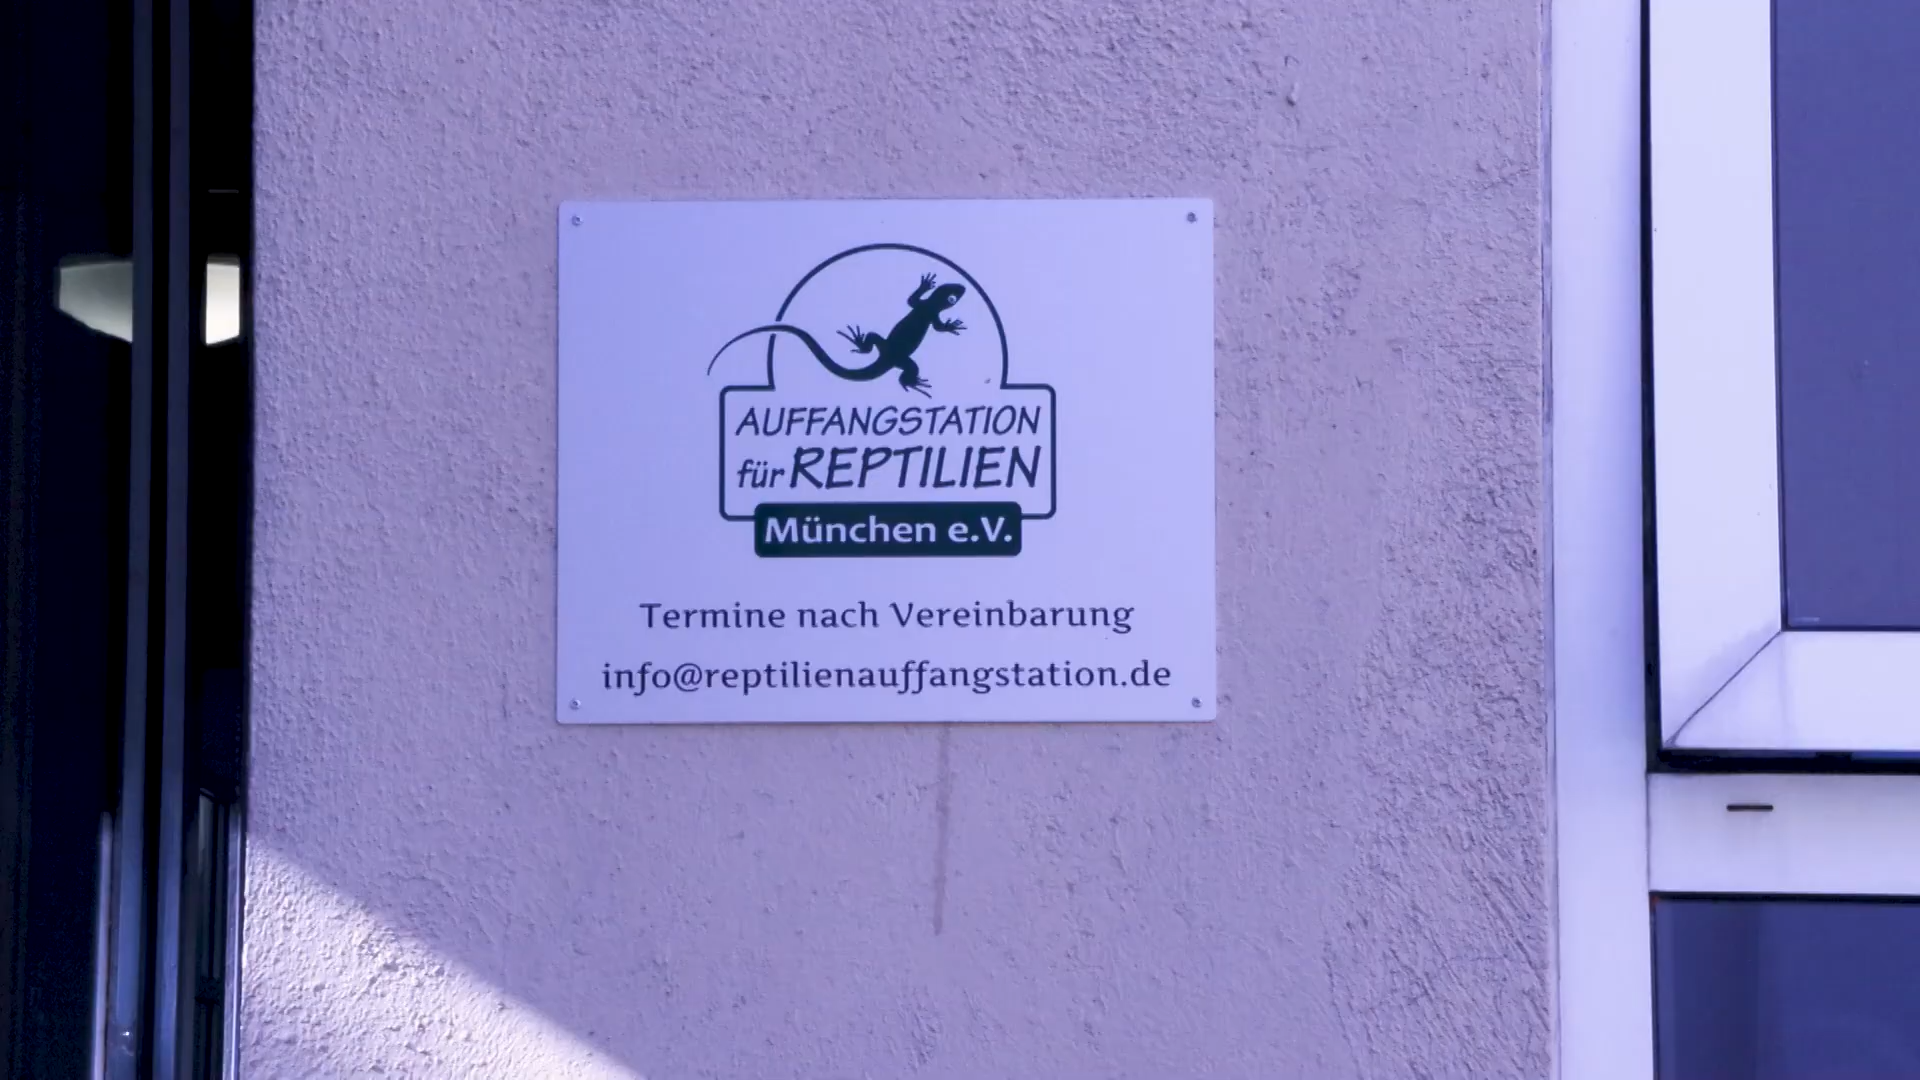 AUFFANGSTATION
für REPTILIEN
München e.V.
Termine nach Vereinbarung
info@reptilienauffangstation.de